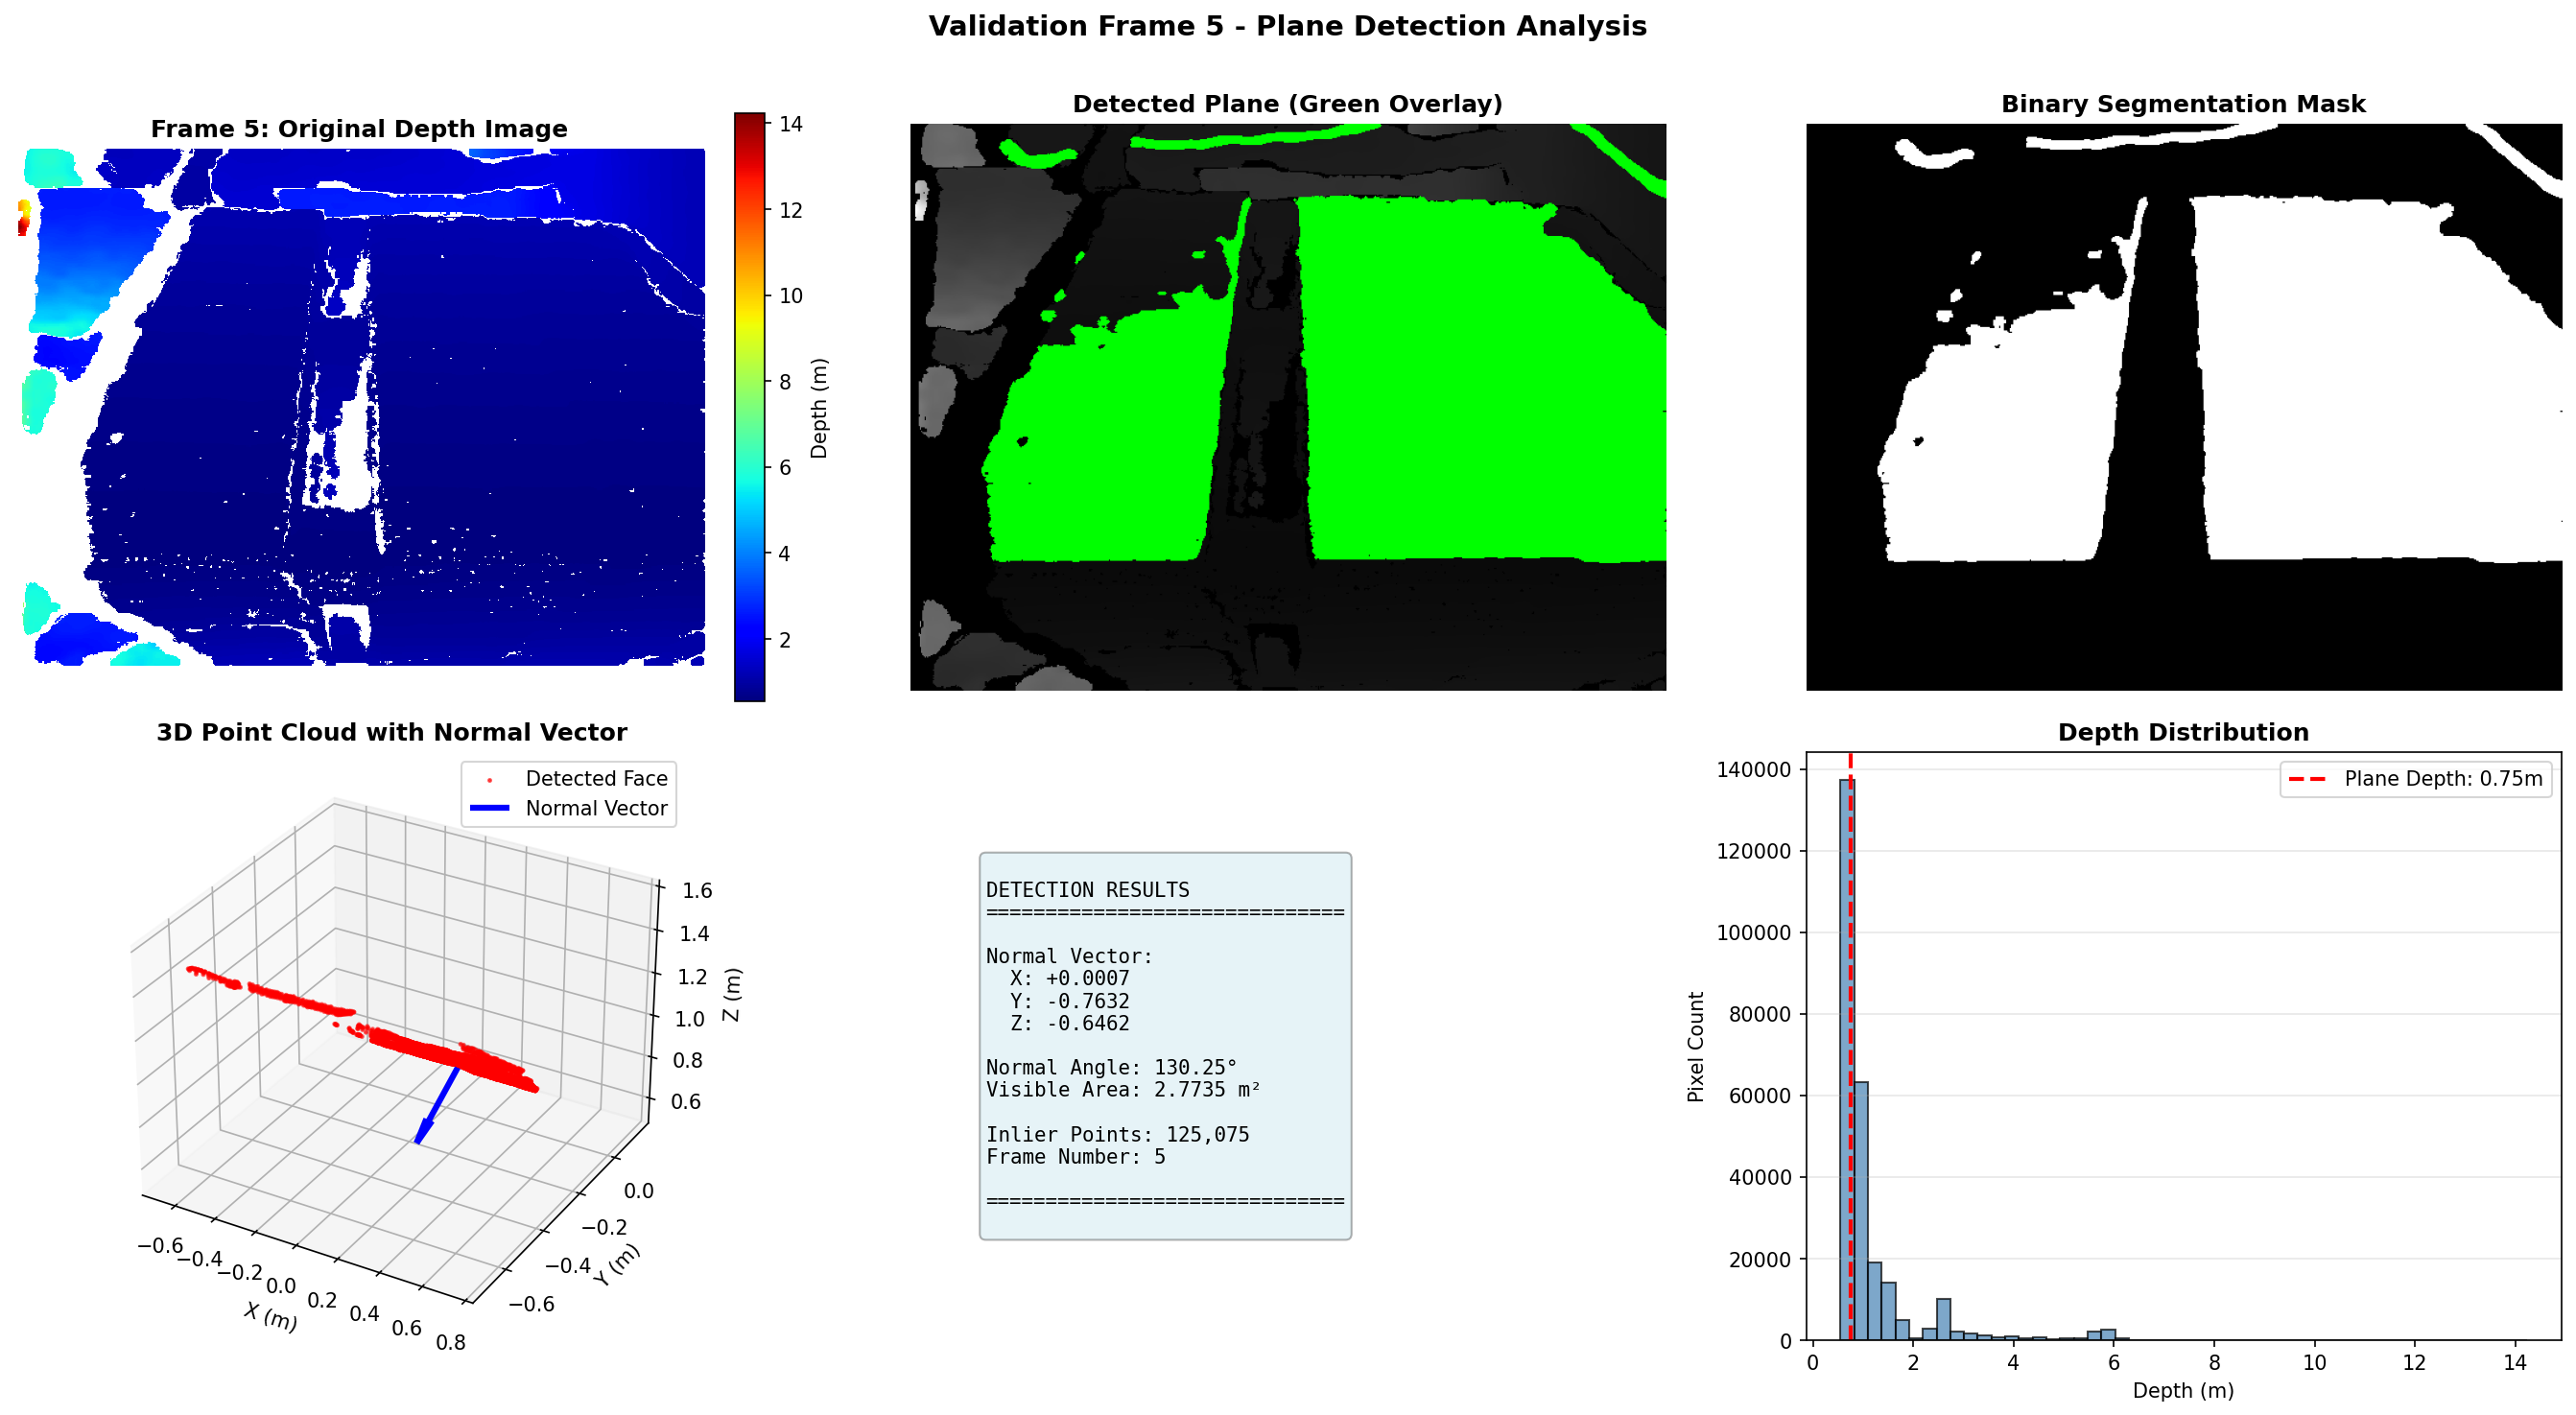 Validation Frame 5 - Plane Detection Analysis
Frame 5: Original Depth Image
14
12
10
8
6
4
2
Depth (m)
Detected Plane (Green Overlay)
Binary Segmentation Mask
3D Point Cloud with Normal Vector
Detected Face
Normal Vector
1.6
1.4
1.2
1.0
0.8
0.6
Z (m)
0.0
−0.2
−0.4
−0.6
Y (m)
−0.6
−0.4
−0.2
0.0
0.2
0.4
0.6
0.8
X (m)
DETECTION RESULTS
==============================
Normal Vector:
X: +0.0007
Y: -0.7632
Z: -0.6462
Normal Angle: 130.25°
Visible Area: 2.7735 m²
Inlier Points: 125,075
Frame Number: 5
==============================
Depth Distribution
Plane Depth: 0.75m
140000
120000
100000
80000
60000
40000
20000
0
Pixel Count
0 2 4 6 8 10 12 14
Depth (m)